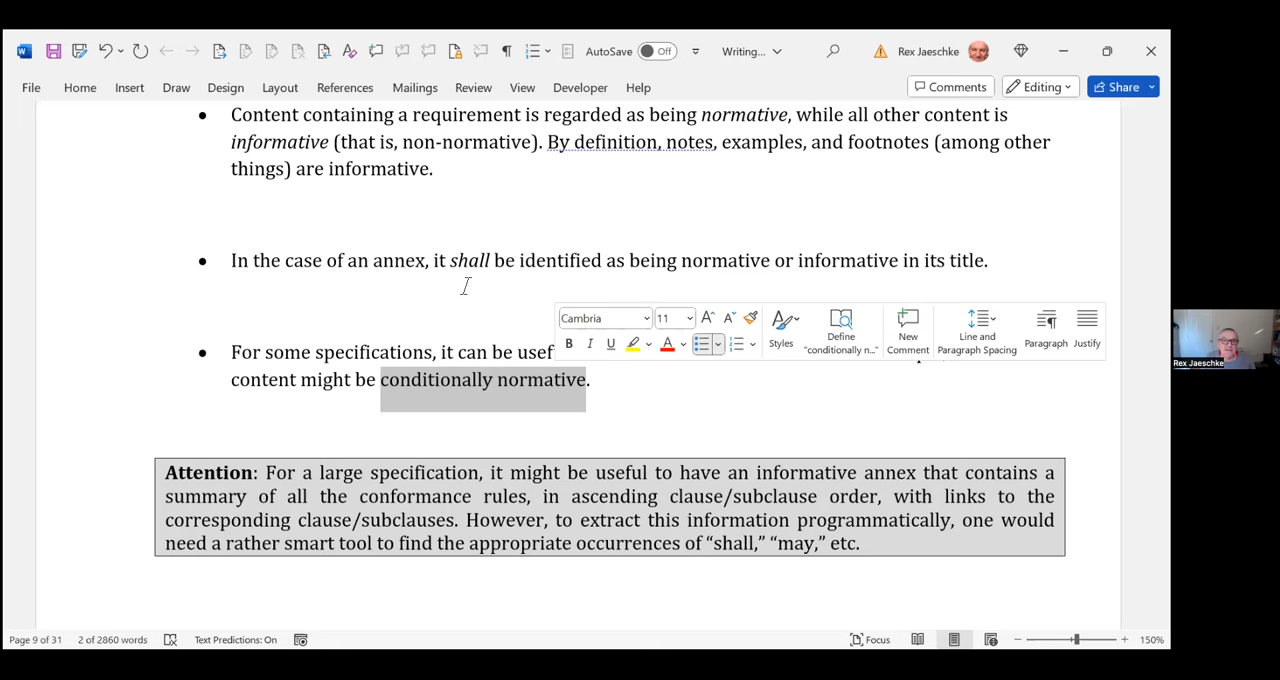 AutoSave Off Writing... Rex Jaeschke
File Home Insert Draw Design Layout References Mailings Review View Developer Help Comments Editing Share
• Content containing a requirement is regarded as being normative, while all other content is
informative (that is, non-normative). By definition, notes, examples, and footnotes (among other
things) are informative.
• In the case of an annex, it shall be identified as being normative or informative in its title.
Cambria 11 Styles Define "conditionally n..." New Comment Line and Paragraph Spacing Paragraph Justify
• For some specifications, it can be usef
content might be conditionally normative.
Attention: For a large specification, it might be useful to have an informative annex that contains a
summary of all the conformance rules, in ascending clause/subclause order, with links to the
corresponding clause/subclauses. However, to extract this information programmatically, one would
need a rather smart tool to find the appropriate occurrences of “shall,” “may,” etc.
Page 9 of 31 2 of 2860 words Text Predictions: On Focus 150%
Rex Jaeschke